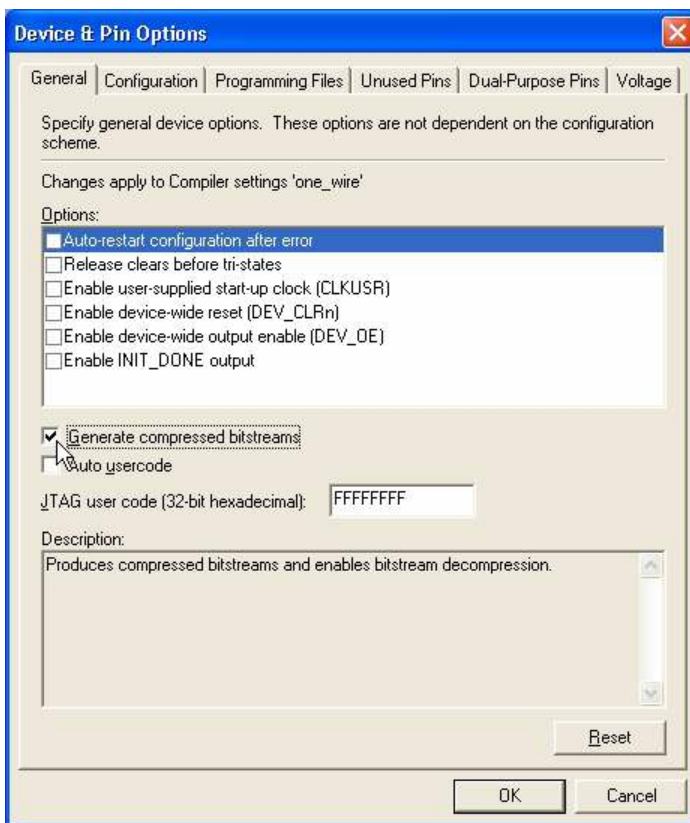 Device & Pin Options
General Configuration Programming Files Unused Pins Dual-Purpose Pins Voltage
Specify general device options. These options are not dependent on the configuration
scheme.
Changes apply to Compiler settings 'one_wire'
Options:
Auto-restart configuration after error
Release clears before tri-states
Enable user-supplied start-up clock (CLKUSR)
Enable device-wide reset (DEV_CLRn)
Enable device-wide output enable (DEV_OE)
Enable INIT_DONE output
Generate compressed bitstreams
Auto usercode
JTAG user code (32-bit hexadecimal): FFFFFFFF
Description:
Produces compressed bitstreams and enables bitstream decompression.
Reset
OK Cancel